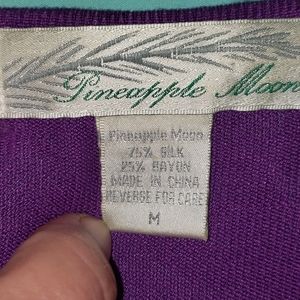 Pineapple Moon
Pineapple Moon
75% SILK
25% RAYON
MADE IN CHINA
REVERSE FOR CARE
M